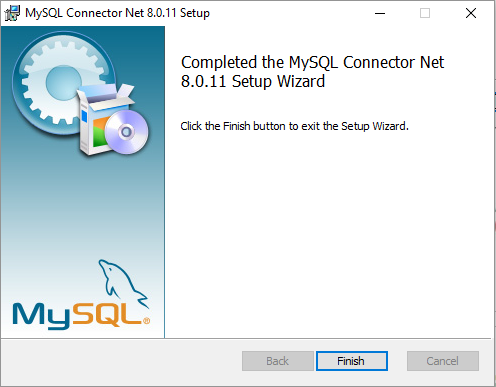 MySQL Connector Net 8.0.11 Setup
Completed the MySQL Connector Net
8.0.11 Setup Wizard
Click the Finish button to exit the Setup Wizard.
MySQL®
Back
Finish
Cancel